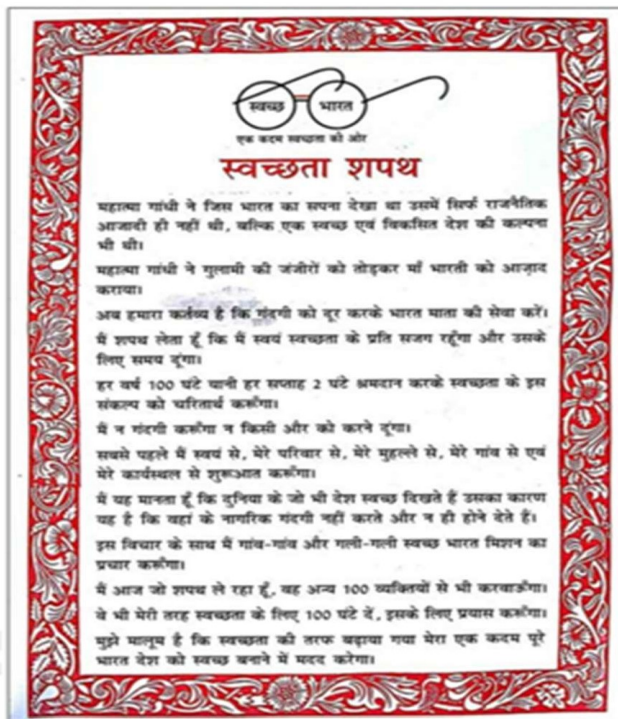 स्वच्छ भारत
एक कदम स्वच्छता की ओर
स्वच्छता शपथ
महात्मा गांधी ने जिस भारत का सपना देखा था उसमें सिर्फ राजनैतिक
आजादी ही नहीं थी, बल्कि एक स्वच्छ एवं विकसित देश की कल्पना
भी थी।
महात्मा गांधी ने गुलामी की जंजीरों को तोड़कर माँ भारती को आज़ाद
कराया।
अब हमारा कर्तव्य है कि गंदगी को दूर करके भारत माता की सेवा करें।
मैं शपथ लेता हूँ कि मैं स्वयं स्वच्छता के प्रति सजग रहूँगा और उसके
लिए समय दूंगा।
हर वर्ष 100 घंटे यानी हर सप्ताह 2 घंटे श्रमदान करके स्वच्छता के इस
संकल्प को चरितार्थ करूँगा।
मैं न गंदगी करूँगा न किसी और को करने दूंगा।
सबसे पहले मैं स्वयं से, मेरे परिवार से, मेरे मुहल्ले से, मेरे गांव से एवं
मेरे कार्यस्थल से शुरूआत करूँगा।
मैं यह मानता हूँ कि दुनिया के जो भी देश स्वच्छ दिखते हैं उसका कारण
यह है कि वहां के नागरिक गंदगी नहीं करते और न ही होने देते हैं।
इस विचार के साथ मैं गांव-गांव और गली-गली स्वच्छ भारत मिशन का
प्रचार करूँगा।
मैं आज जो शपथ ले रहा हूँ, वह अन्य 100 व्यक्तियों से भी करवाऊँगा।
वे भी मेरी तरह स्वच्छता के लिए 100 घंटे दें, इसके लिए प्रयास करूँगा।
मुझे मालूम है कि स्वच्छता की तरफ बढ़ाया गया मेरा एक कदम पूरे
भारत देश को स्वच्छ बनाने में मदद करेगा।